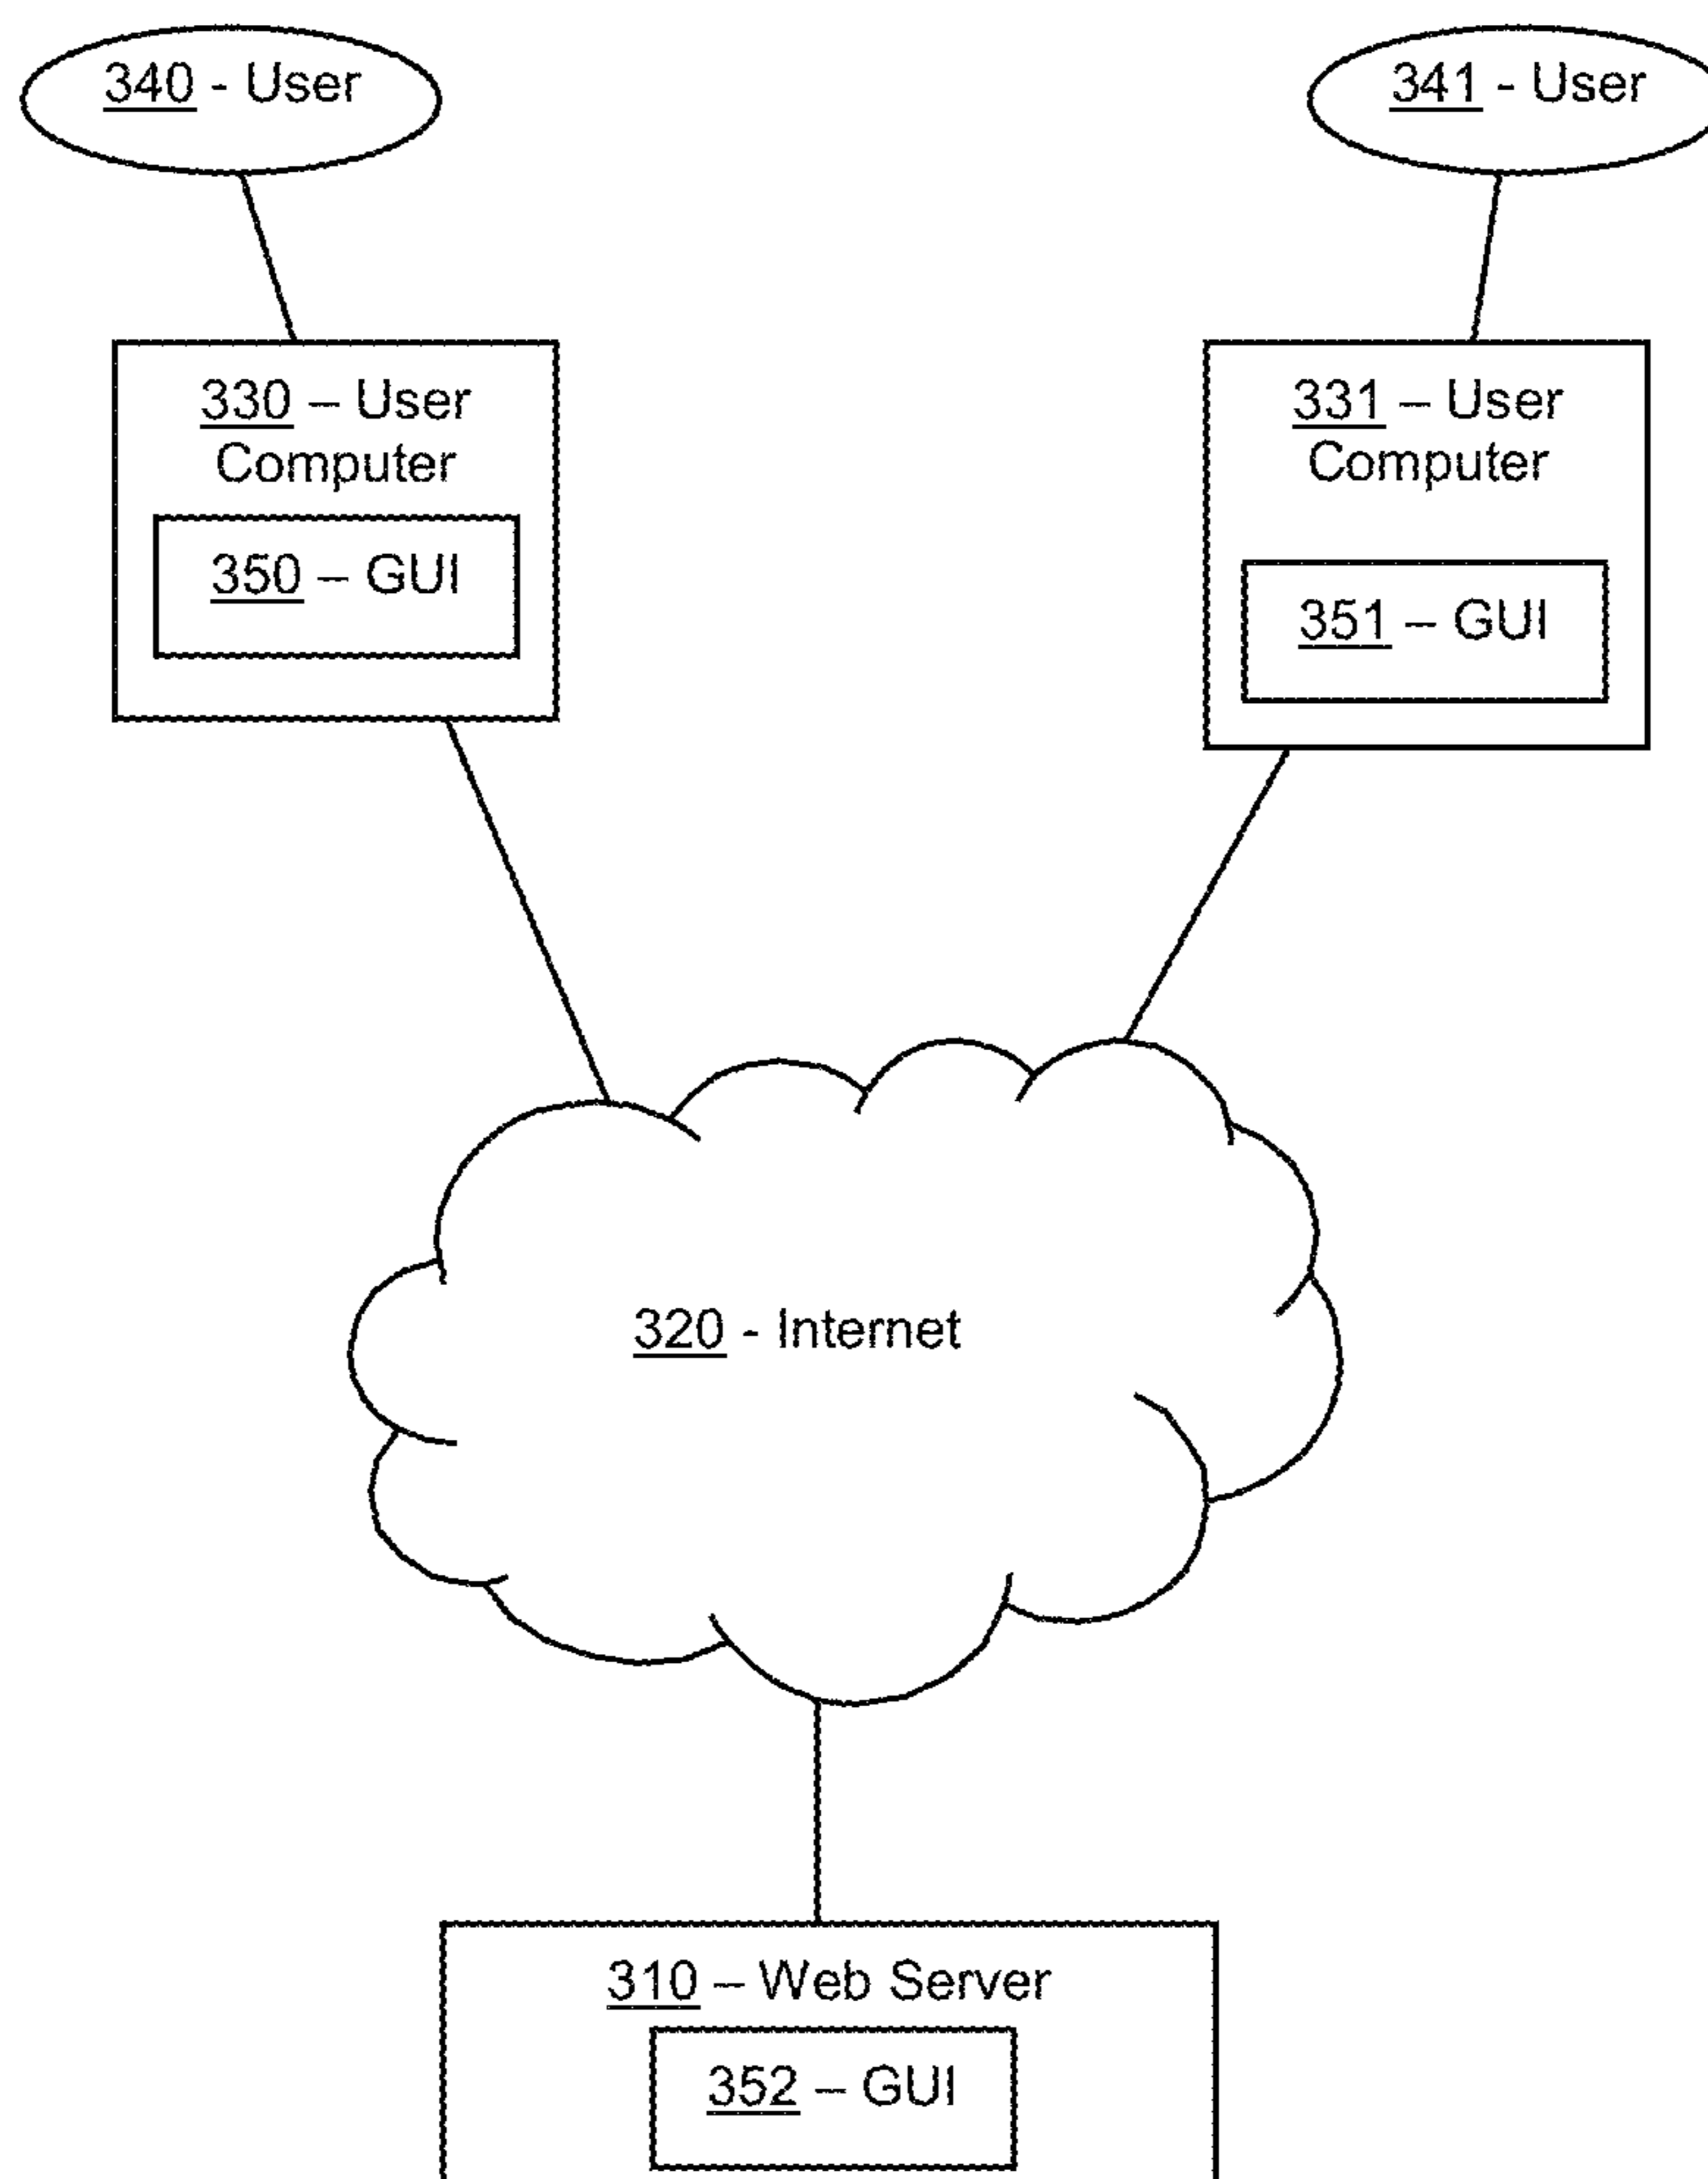 340 - User
341 - User
330 – User
Computer
350 – GUI
331 – User
Computer
351 – GUI
320 - Internet
310 – Web Server
352 – GUI